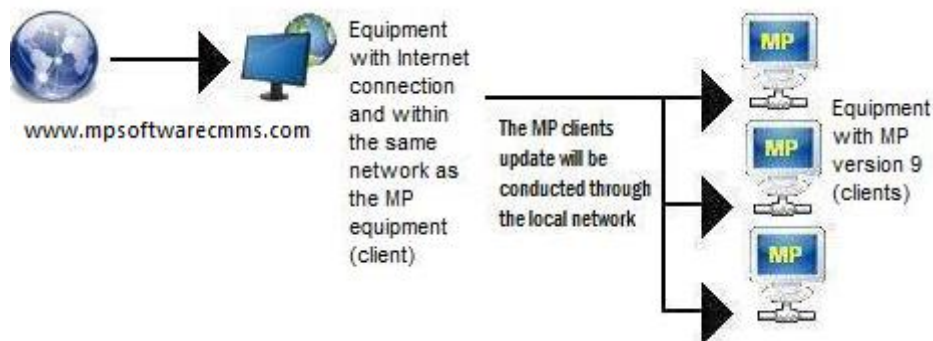 www.mpsoftwarecmms.com
Equipment
with Internet
connection
and within
the same
network as
the MP
equipment
(client)
The MP clients
update will be
conducted through
the local network
MP
MP
MP
Equipment
with MP
version 9
(clients)